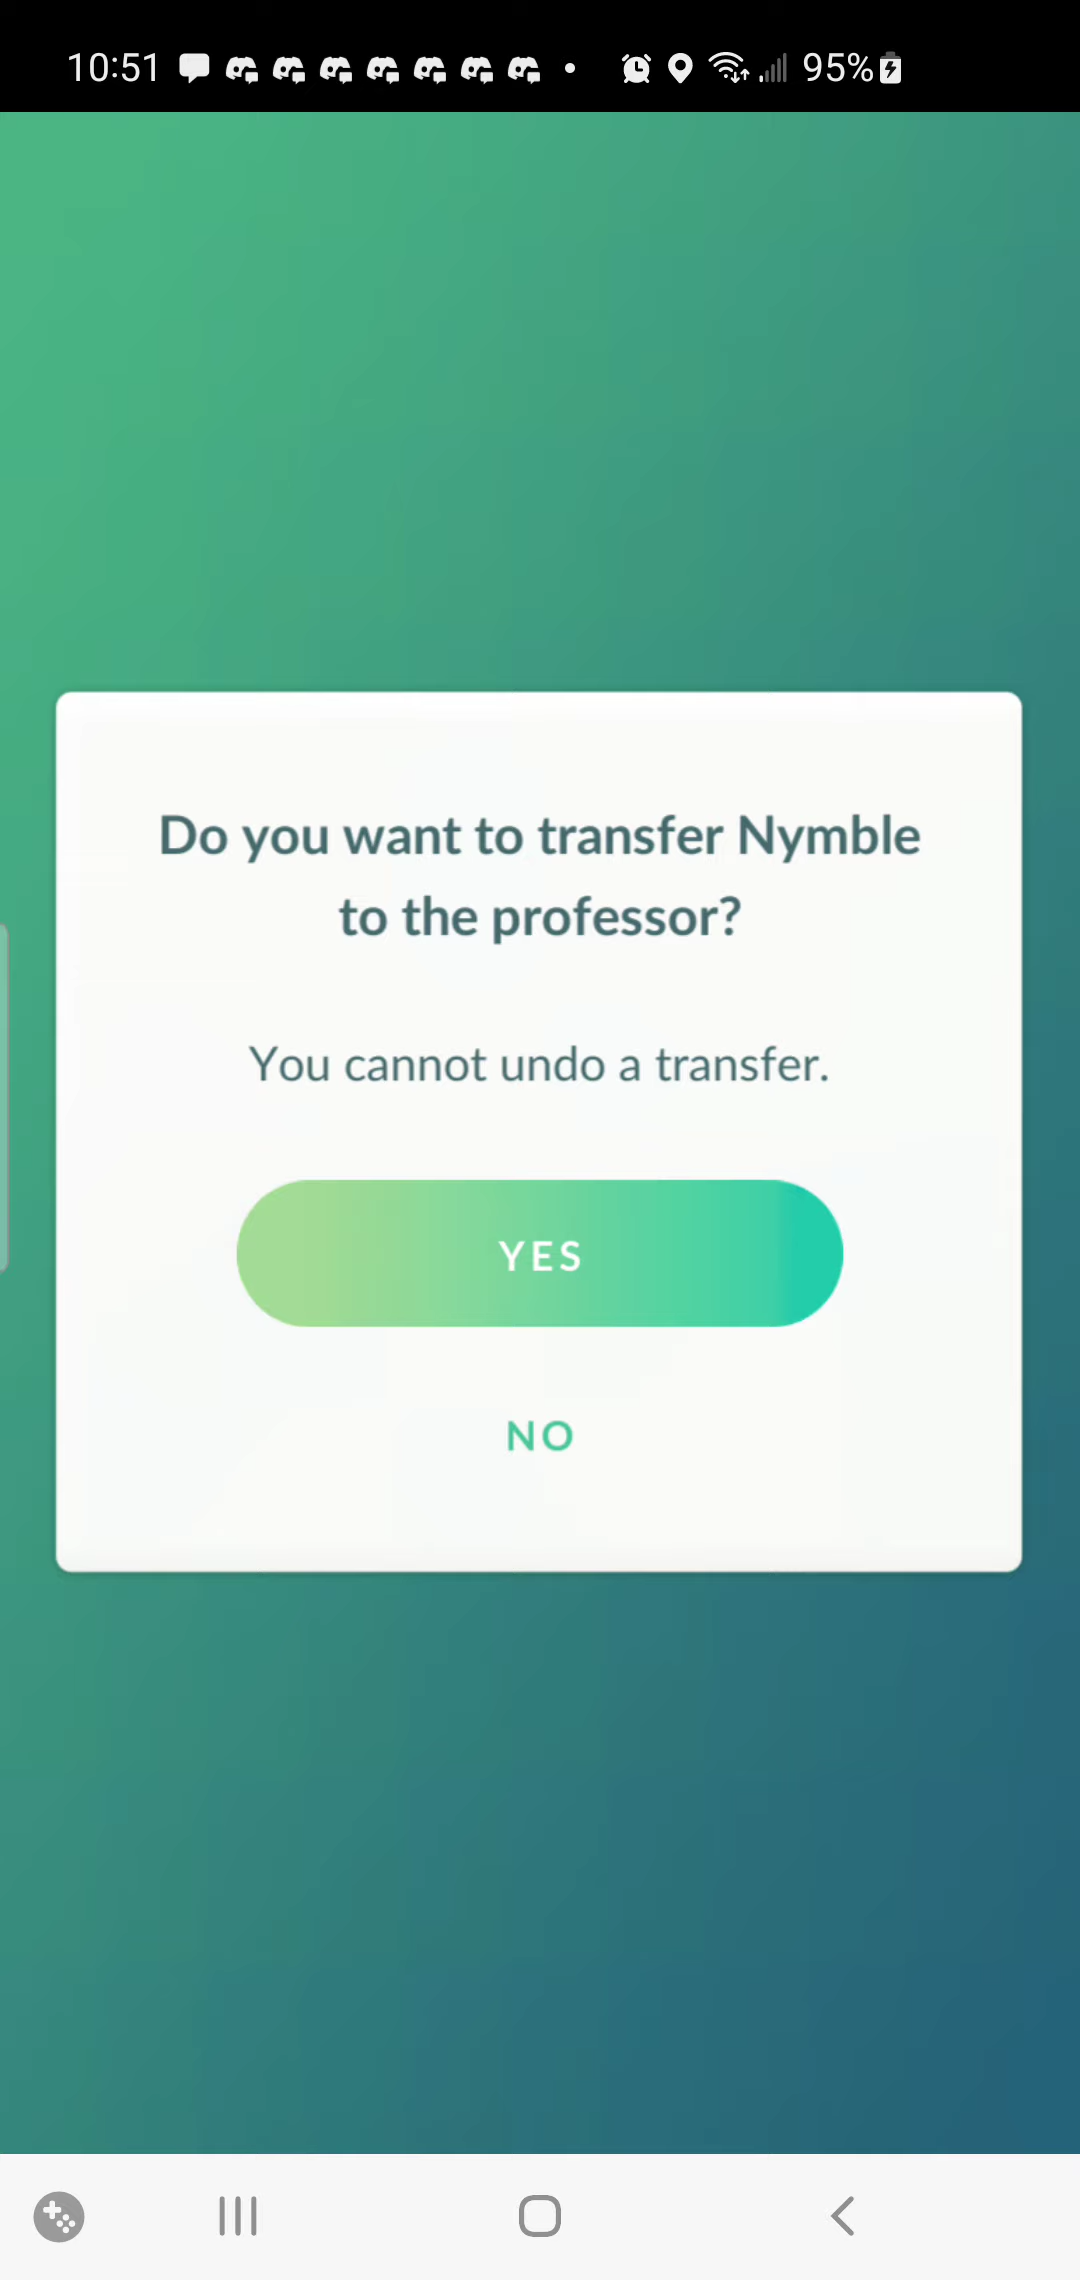 10:51 95%
Do you want to transfer Nymble
to the professor?
You cannot undo a transfer.
YES
NO